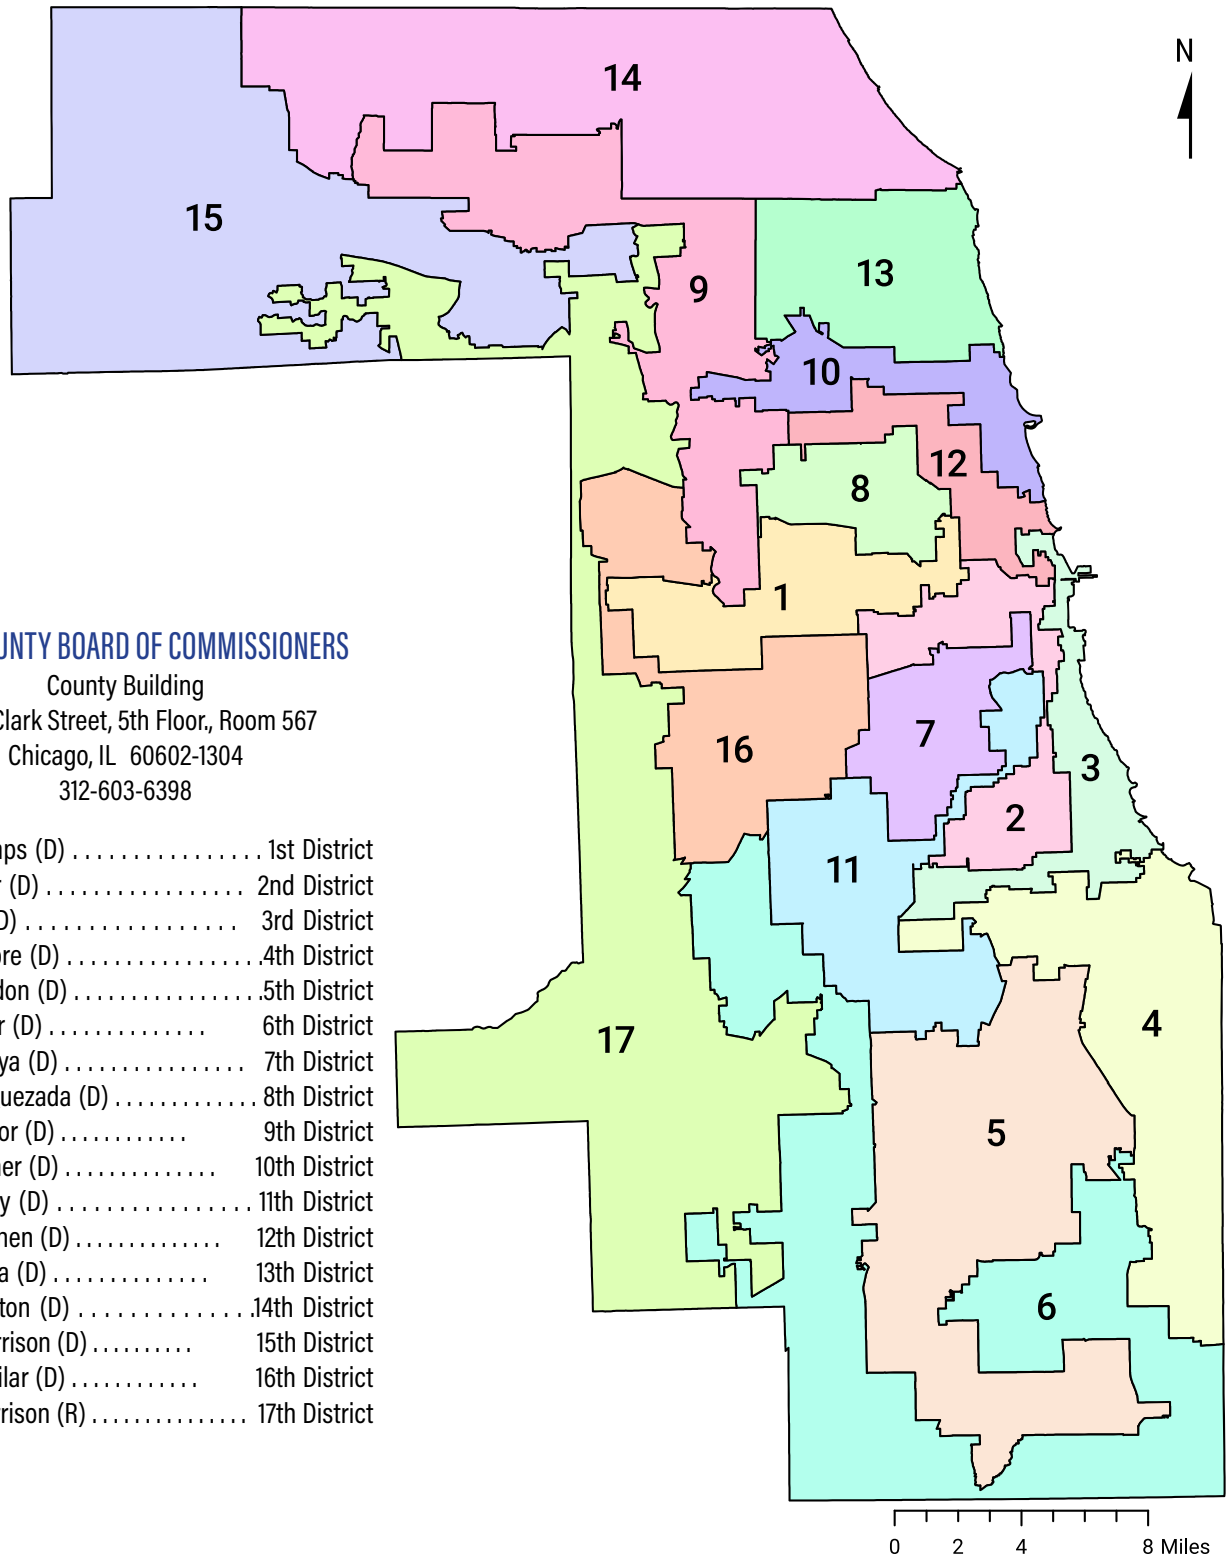 N
14
15
9
13
10
12
8
1
7
16
3
2
11
17
4
5
6
UNTY BOARD OF COMMISSIONERS
County Building
Clark Street, 5th Floor., Room 567
Chicago, IL 60602-1304
312-603-6398
ps (D) . . . . . . . . . . . . . . . . . 1st District
r (D) . . . . . . . . . . . . . . . . . 2nd District
D) . . . . . . . . . . . . . . . . . . 3rd District
ore (D) . . . . . . . . . . . . . . . . . 4th District
don (D) . . . . . . . . . . . . . . . . . 5th District
r (D) . . . . . . . . . . . . . . 6th District
ya (D) . . . . . . . . . . . . . . . . 7th District
uezada (D) . . . . . . . . . . . . . 8th District
or (D) . . . . . . . . . . . . 9th District
er (D) . . . . . . . . . . . . . . 10th District
y (D) . . . . . . . . . . . . . . . . . . 11th District
hen (D) . . . . . . . . . . . . . 12th District
a (D) . . . . . . . . . . . . . . 13th District
ton (D) . . . . . . . . . . . . . . . . 14th District
rrison (D) . . . . . . . . . . 15th District
ilar (D) . . . . . . . . . . . . 16th District
rrison (R) . . . . . . . . . . . . . . . 17th District
0 2 4 8 Miles